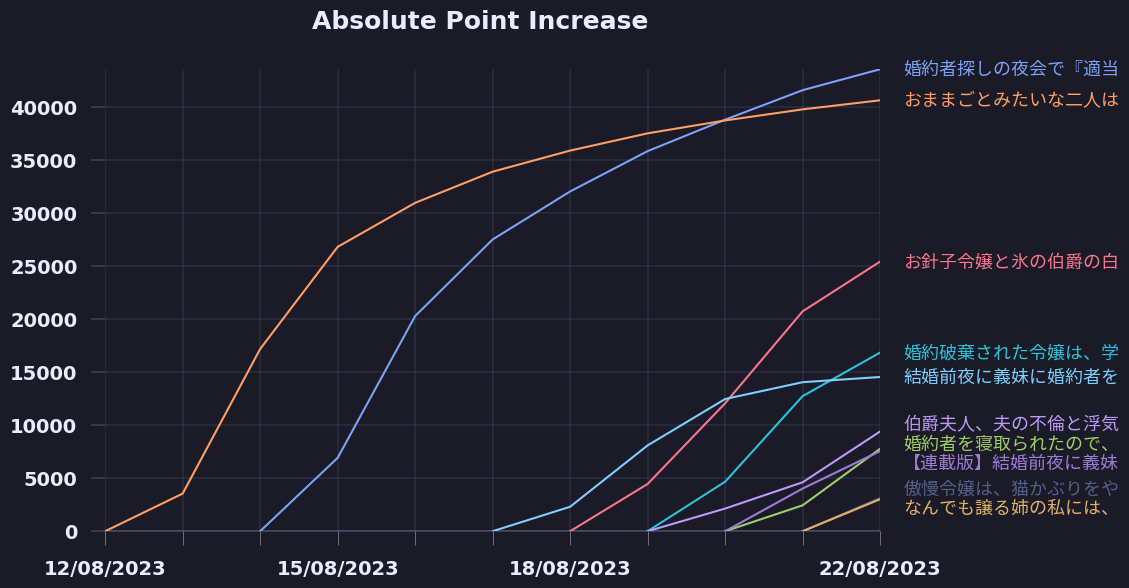 Absolute Point Increase
40000
35000
30000
25000
20000
15000
10000
5000
0
12/08/2023
15/08/2023
18/08/2023
22/08/2023
婚約者探しの夜会で『適当
おままごとみたいな二人は
お針子令嬢と氷の伯爵の白
婚約破棄された令嬢は、学
結婚前夜に義妹に婚約者を
伯爵夫人、夫の不倫と浮気
婚約者を寝取られたので、
【連載版】結婚前夜に義妹
傲慢令嬢は、猫かぶりをや
なんでも譲る姉の私には、